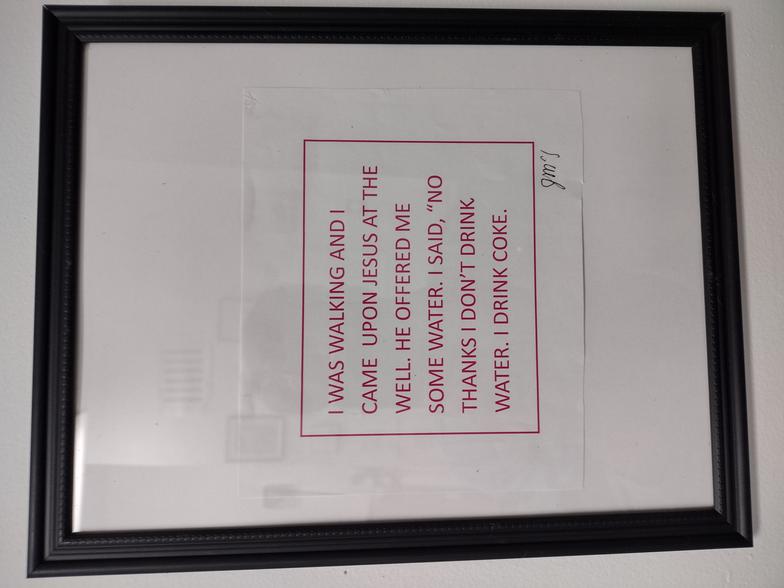 I WAS WALKING AND I
CAME UPON JESUS AT THE
WELL. HE OFFERED ME
SOME WATER. I SAID, “NO
THANKS I DON’T DRINK
WATER. I DRINK COKE.